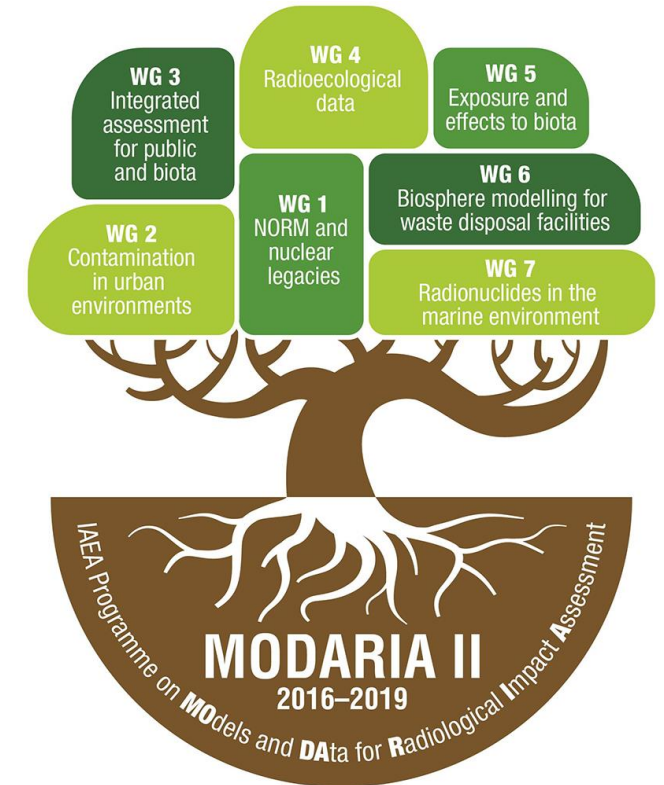 WG 4
Radioecological
data
WG 3
Integrated
assessment
for public
and biota
WG 5
Exposure and
effects to biota
WG 1
NORM and
nuclear
legacies
WG 6
Biosphere modelling for
waste disposal facilities
WG 2
Contamination
in urban
environments
WG 7
Radionuclides in the
marine environment
MODARIA II
2016–2019
IAEA Programme on MOdels and DAta for Radiological Impact Assessment